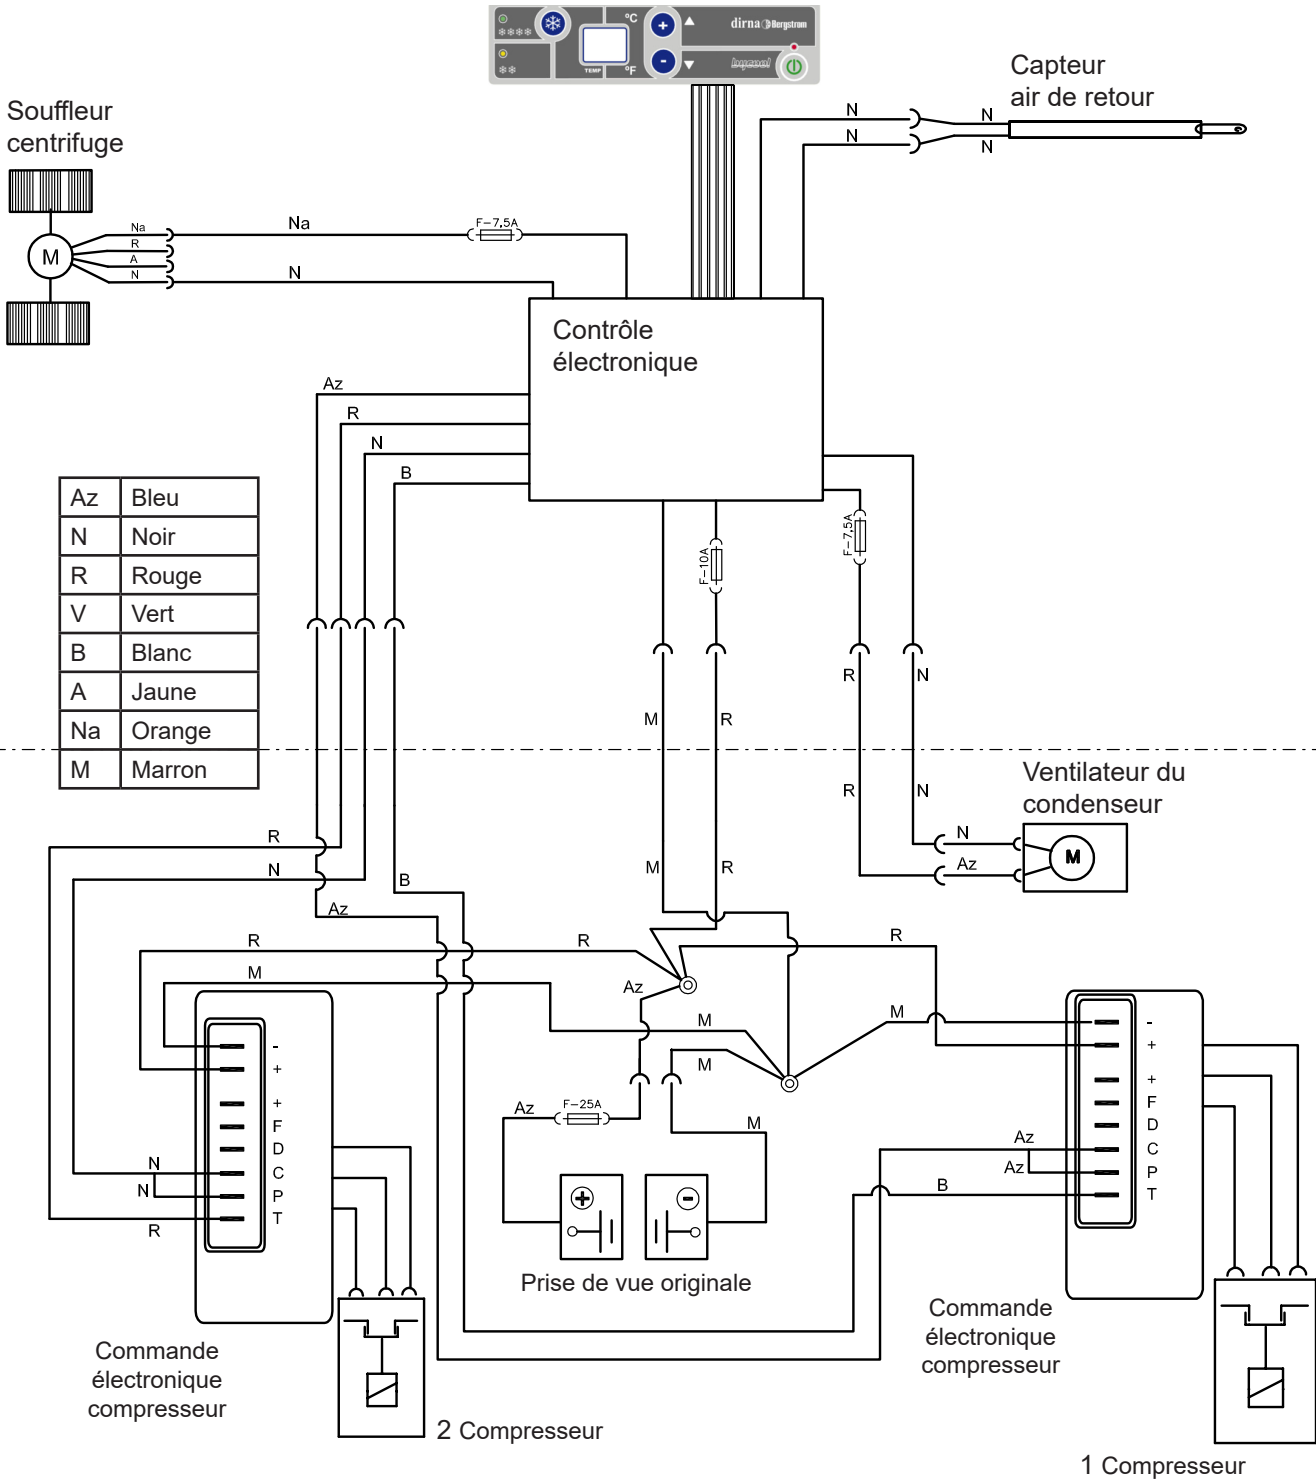 °C
dirna Bergstrom
+
-
TEMP
°F
bycool
Capteur
air de retour
Souffleur
centrifuge
N
N
N
N
Na
R
A
N
Na
N
F-7,5A
M
Contrôle
électronique
Az
R
N
B
Az Bleu
N Noir
R Rouge
V Vert
B Blanc
A Jaune
Na Orange
M Marron
F-10A
F-7,5A
R
N
M
R
R
N
Ventilateur du
condenseur
N
Az
M
R
N
B
Az
M
R
R
M
R
R
Az
M
M
M
-
+
+
F
D
C
P
T
N
N
R
Az
F-25A
M
+
-
Prise de vue originale
-
+
+
F
D
C
P
T
Az
Az
B
Commande
électronique
compresseur
2 Compresseur
Commande
électronique
compresseur
1 Compresseur